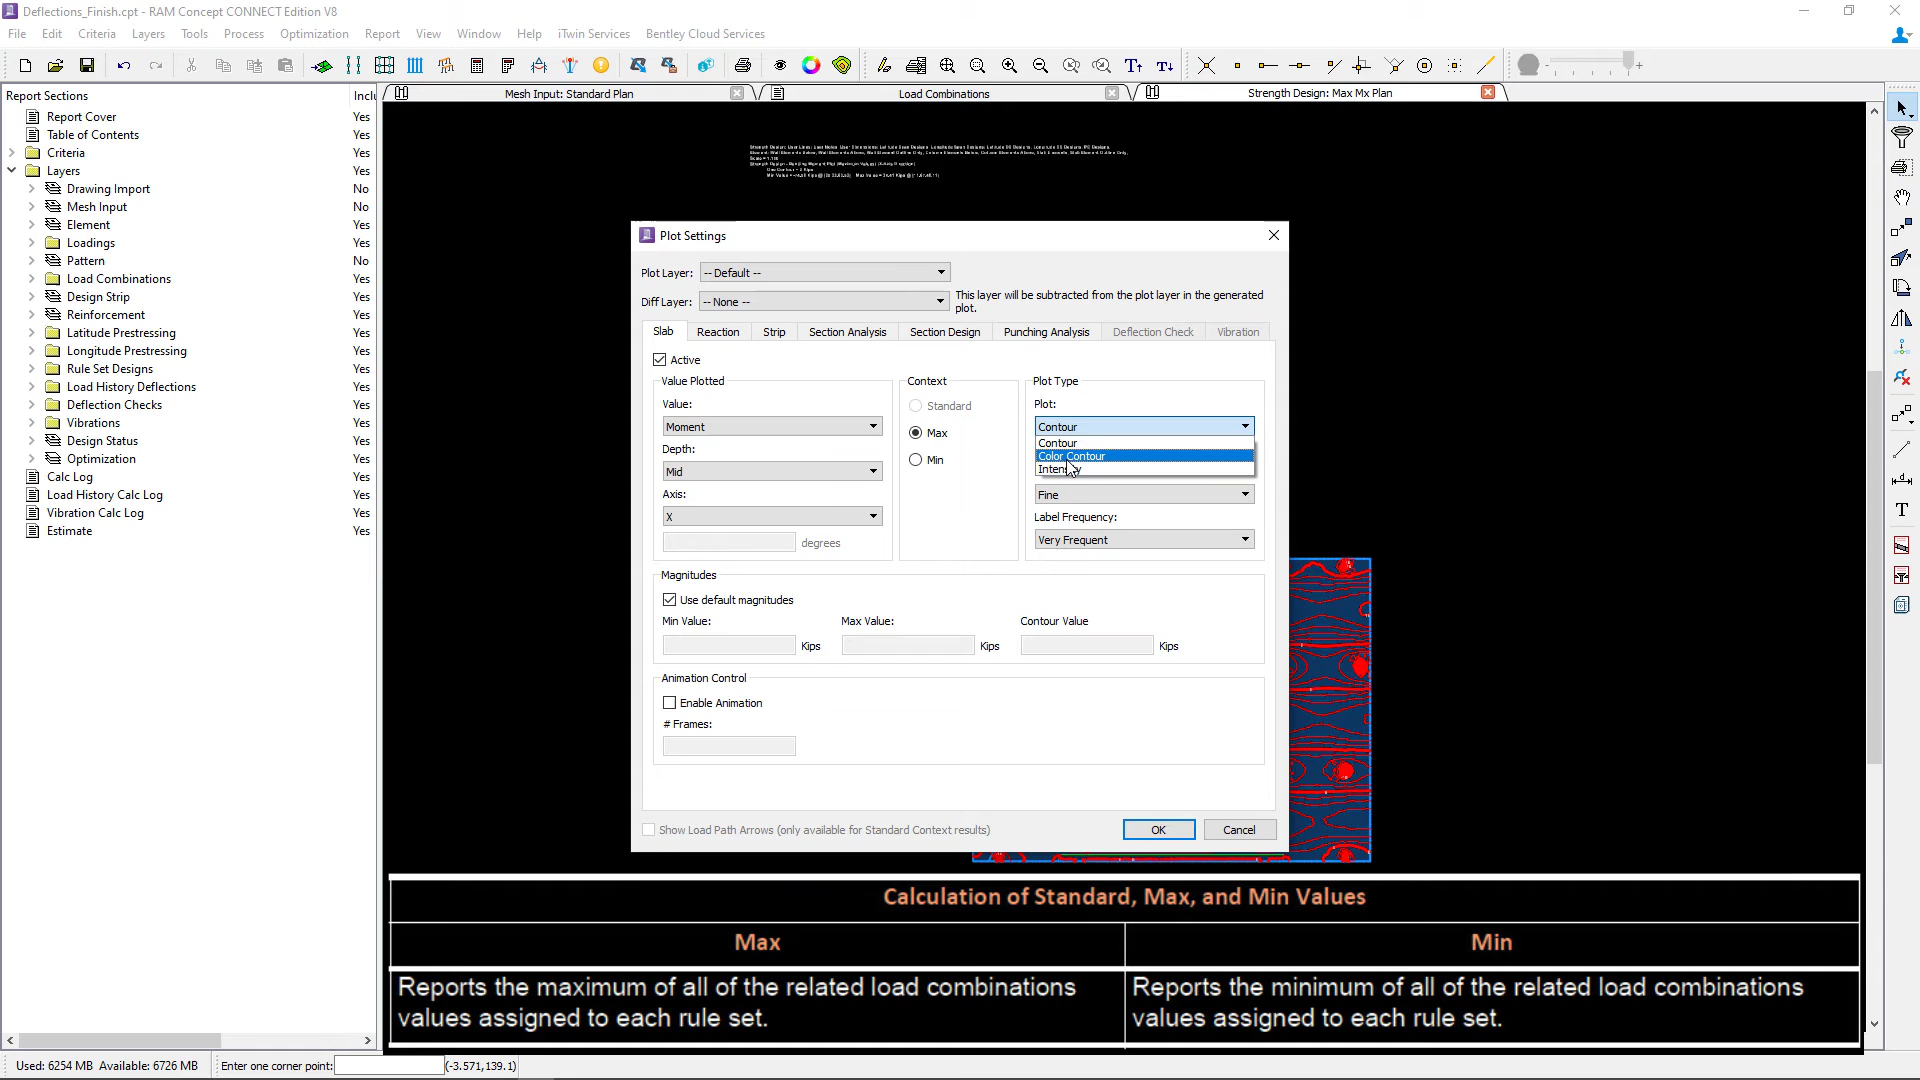 Deflections_Finish.cpt - RAM Concept CONNECT Edition V8
File Edit Criteria Layers Tools Process Optimization Report View Window Help iTwin Services Bentley Cloud Services
Report Sections Inclu
Mesh Input: Standard Plan
Load Combinations
Strength Design: Max Mx Plan
Report Cover Yes
Table of Contents Yes
Criteria Yes
Layers Yes
Drawing Import No
Mesh Input No
Element Yes
Loadings Yes
Pattern No
Load Combinations Yes
Design Strip Yes
Reinforcement Yes
Latitude Prestressing Yes
Longitude Prestressing Yes
Rule Set Designs Yes
Load History Deflections Yes
Deflection Checks Yes
Vibrations Yes
Design Status Yes
Optimization Yes
Calc Log Yes
Load History Calc Log Yes
Vibration Calc Log Yes
Estimate Yes
Plot Settings
Plot Layer: -- Default --
Diff Layer: -- None --
This layer will be subtracted from the plot layer in the generated
plot.
Slab Reaction Strip Section Analysis Section Design Punching Analysis Deflection Check Vibration
Active
Value Plotted
Value:
Moment
Depth:
Mid
Axis:
X
degrees
Context
Standard
Max
Min
Plot Type
Plot:
Contour
Contour
Color Contour
Intensity
Fine
Label Frequency:
Very Frequent
Magnitudes
Use default magnitudes
Min Value: Max Value: Contour Value
Kips Kips Kips
Animation Control
Enable Animation
# Frames:
Show Load Path Arrows (only available for Standard Context results)
OK Cancel
Calculation of Standard, Max, and Min Values
Max
Min
Reports the maximum of all of the related load combinations
values assigned to each rule set.
Reports the minimum of all of the related load combinations
values assigned to each rule set.
Used: 6254 MB Available: 6726 MB Enter one corner point: (-3.571,139.1)